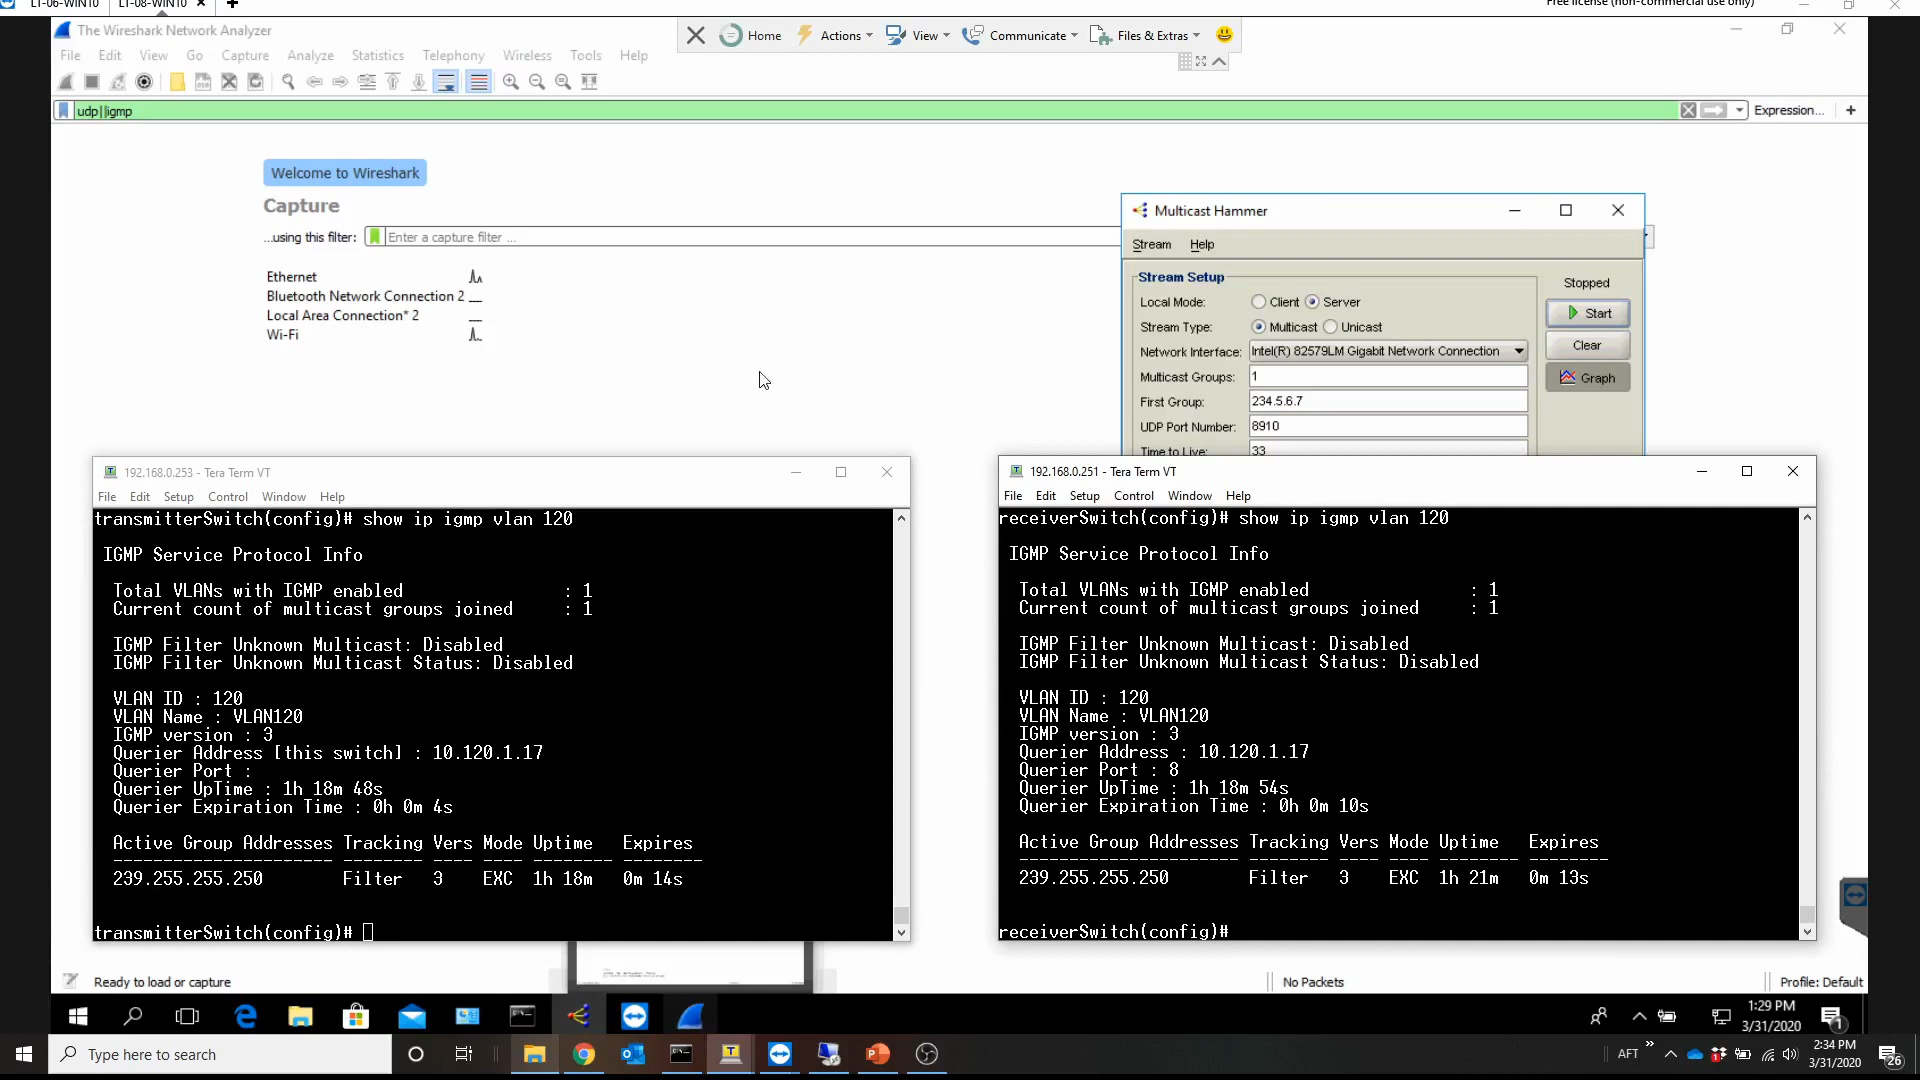 LT-06-WIN10 LT-08-WIN10
Free license (non-commercial use only)
The Wireshark Network Analyzer
Home Actions View Communicate Files & Extras
File Edit View Go Capture Analyze Statistics Telephony Wireless Tools Help
udp||igmp
Expression... +
Welcome to Wireshark
Capture
...using this filter: Enter a capture filter ...
Ethernet
Bluetooth Network Connection 2
Local Area Connection* 2
Wi-Fi
Multicast Hammer
Stream Help
Stream Setup
Local Mode: Client Server
Stream Type: Multicast Unicast
Network Interface: Intel(R) 82579LM Gigabit Network Connection
Multicast Groups: 1
First Group: 234.5.6.7
UDP Port Number: 8910
Time to Live: 33
Stopped
Start
Clear
Graph
192.168.0.253 - Tera Term VT
File Edit Setup Control Window Help
transmitterSwitch(config)# show ip igmp vlan 120
IGMP Service Protocol Info
Total VLANs with IGMP enabled : 1
Current count of multicast groups joined : 1
IGMP Filter Unknown Multicast: Disabled
IGMP Filter Unknown Multicast Status: Disabled
VLAN ID : 120
VLAN Name : VLAN120
IGMP version : 3
Querier Address [this switch] : 10.120.1.17
Querier Port :
Querier UpTime : 1h 18m 48s
Querier Expiration Time : 0h 0m 4s
Active Group Addresses Tracking Vers Mode Uptime Expires
---------------------- -------- ---- ---- -------- -------
239.255.255.250 Filter 3 EXC 1h 18m 0m 14s
transmitterSwitch(config)#
192.168.0.251 - Tera Term VT
File Edit Setup Control Window Help
receiverSwitch(config)# show ip igmp vlan 120
IGMP Service Protocol Info
Total VLANs with IGMP enabled : 1
Current count of multicast groups joined : 1
IGMP Filter Unknown Multicast: Disabled
IGMP Filter Unknown Multicast Status: Disabled
VLAN ID : 120
VLAN Name : VLAN120
IGMP version : 3
Querier Address : 10.120.1.17
Querier Port : 8
Querier UpTime : 1h 18m 54s
Querier Expiration Time : 0h 0m 10s
Active Group Addresses Tracking Vers Mode Uptime Expires
---------------------- -------- ---- ---- -------- --------
239.255.255.250 Filter 3 EXC 1h 21m 0m 13s
receiverSwitch(config)#
Ready to load or capture
No Packets
Profile: Default
1:29 PM
3/31/2020
1
Type here to search
AFT
2:34 PM
3/31/2020
26